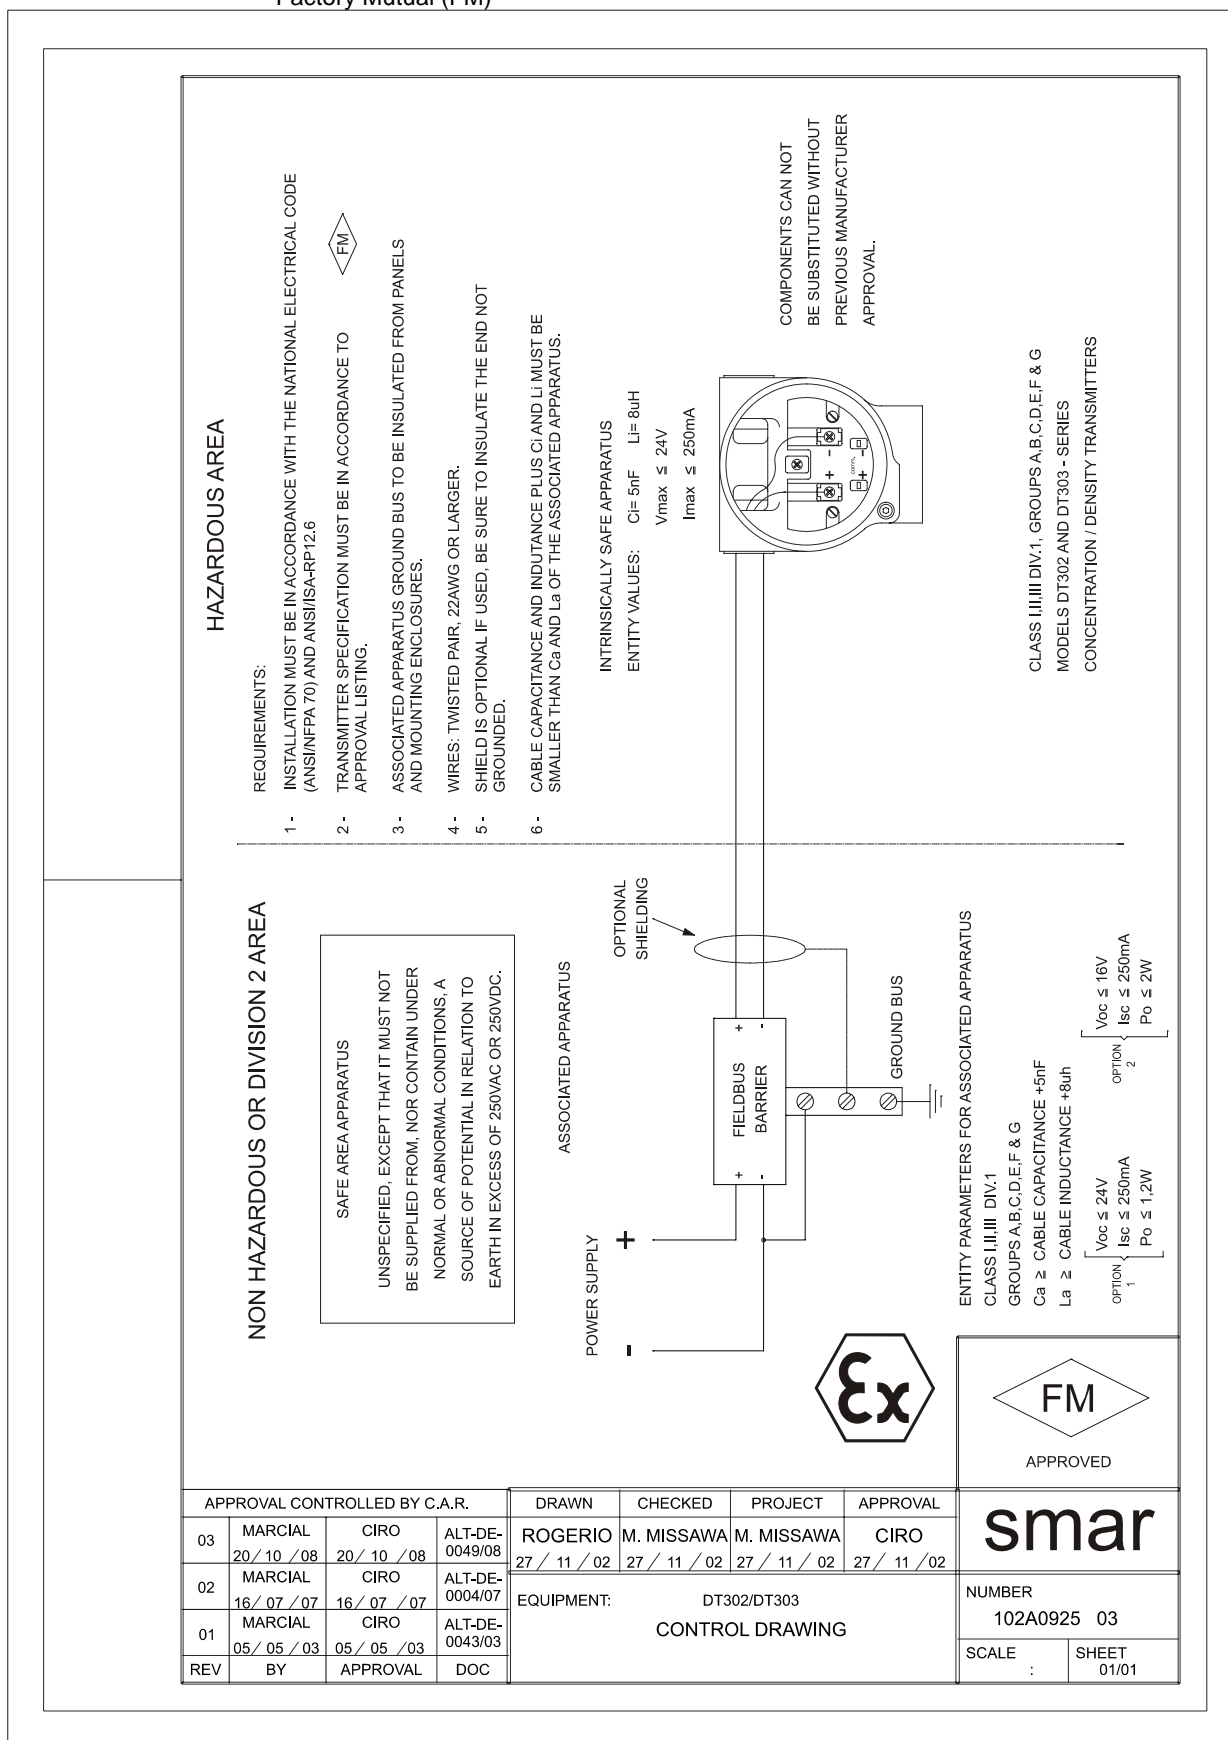 Factory Mutual (FM)
HAZARDOUS AREA
REQUIREMENTS:
1 - INSTALLATION MUST BE IN ACCORDANCE WITH THE NATIONAL ELECTRICAL CODE
(ANSI/NFPA 70) AND ANSI/ISA-RP12.6
2 - TRANSMITTER SPECIFICATION MUST BE IN ACCORDANCE TO
APPROVAL LISTING.
FM
3 - ASSOCIATED APPARATUS GROUND BUS TO BE INSULATED FROM PANELS
AND MOUNTING ENCLOSURES.
4 - WIRES: TWISTED PAIR, 22AWG OR LARGER.
5 - SHIELD IS OPTIONAL IF USED, BE SURE TO INSULATE THE END NOT
GROUNDED.
6 - CABLE CAPACITANCE AND INDUTANCE PLUS Ci AND Li MUST BE
SMALLER THAN Ca AND La OF THE ASSOCIATED APPARATUS.
INTRINSICALLY SAFE APPARATUS
ENTITY VALUES: Ci= 5nF Li= 8uH
Vmax ≤ 24V
Imax ≤ 250mA
+ -
COMM.
+ -
COMPONENTS CAN NOT
BE SUBSTITUTED WITHOUT
PREVIOUS MANUFACTURER
APPROVAL.
CLASS I,II,III DIV.1, GROUPS A,B,C,D,E,F & G
MODELS DT302 AND DT303 - SERIES
CONCENTRATION / DENSITY TRANSMITTERS
NON HAZARDOUS OR DIVISION 2 AREA
SAFE AREA APPARATUS
UNSPECIFIED, EXCEPT THAT IT MUST NOT
BE SUPPLIED FROM, NOR CONTAIN UNDER
NORMAL OR ABNORMAL CONDITIONS, A
SOURCE OF POTENTIAL IN RELATION TO
EARTH IN EXCESS OF 250VAC OR 250VDC.
ASSOCIATED APPARATUS
OPTIONAL
SHIELDING
POWER SUPPLY
- +
+ +
FIELDBUS
BARRIER
- -
GROUND BUS
ENTITY PARAMETERS FOR ASSOCIATED APPARATUS
CLASS I,II,III DIV.1
GROUPS A,B,C,D,E,F & G
Ca ≥ CABLE CAPACITANCE +5nF
La ≥ CABLE INDUCTANCE +8uh
OPTION 1
Voc ≤ 24V
Isc ≤ 250mA
Po ≤ 1,2W
OPTION 2
Voc ≤ 16V
Isc ≤ 250mA
Po ≤ 2W
Ex
FM
APPROVED
APPROVAL CONTROLLED BY C.A.R.
03 MARCIAL CIRO ALT-DE-
20/ 10 /08 20/ 10 /08 0049/08
02 MARCIAL CIRO ALT-DE-
16/ 07 /07 16/ 07 /07 0004/07
01 MARCIAL CIRO ALT-DE-
05/ 05 /03 05/ 05 /03 0043/03
REV BY APPROVAL DOC
DRAWN CHECKED PROJECT APPROVAL
ROGERIO M. MISSAWA M. MISSAWA CIRO
27 / 11 / 02 27 / 11 / 02 27 / 11 / 02 27 / 11 /02
EQUIPMENT: DT302/DT303
CONTROL DRAWING
smar
NUMBER
102A0925 03
SCALE
:
SHEET
01/01